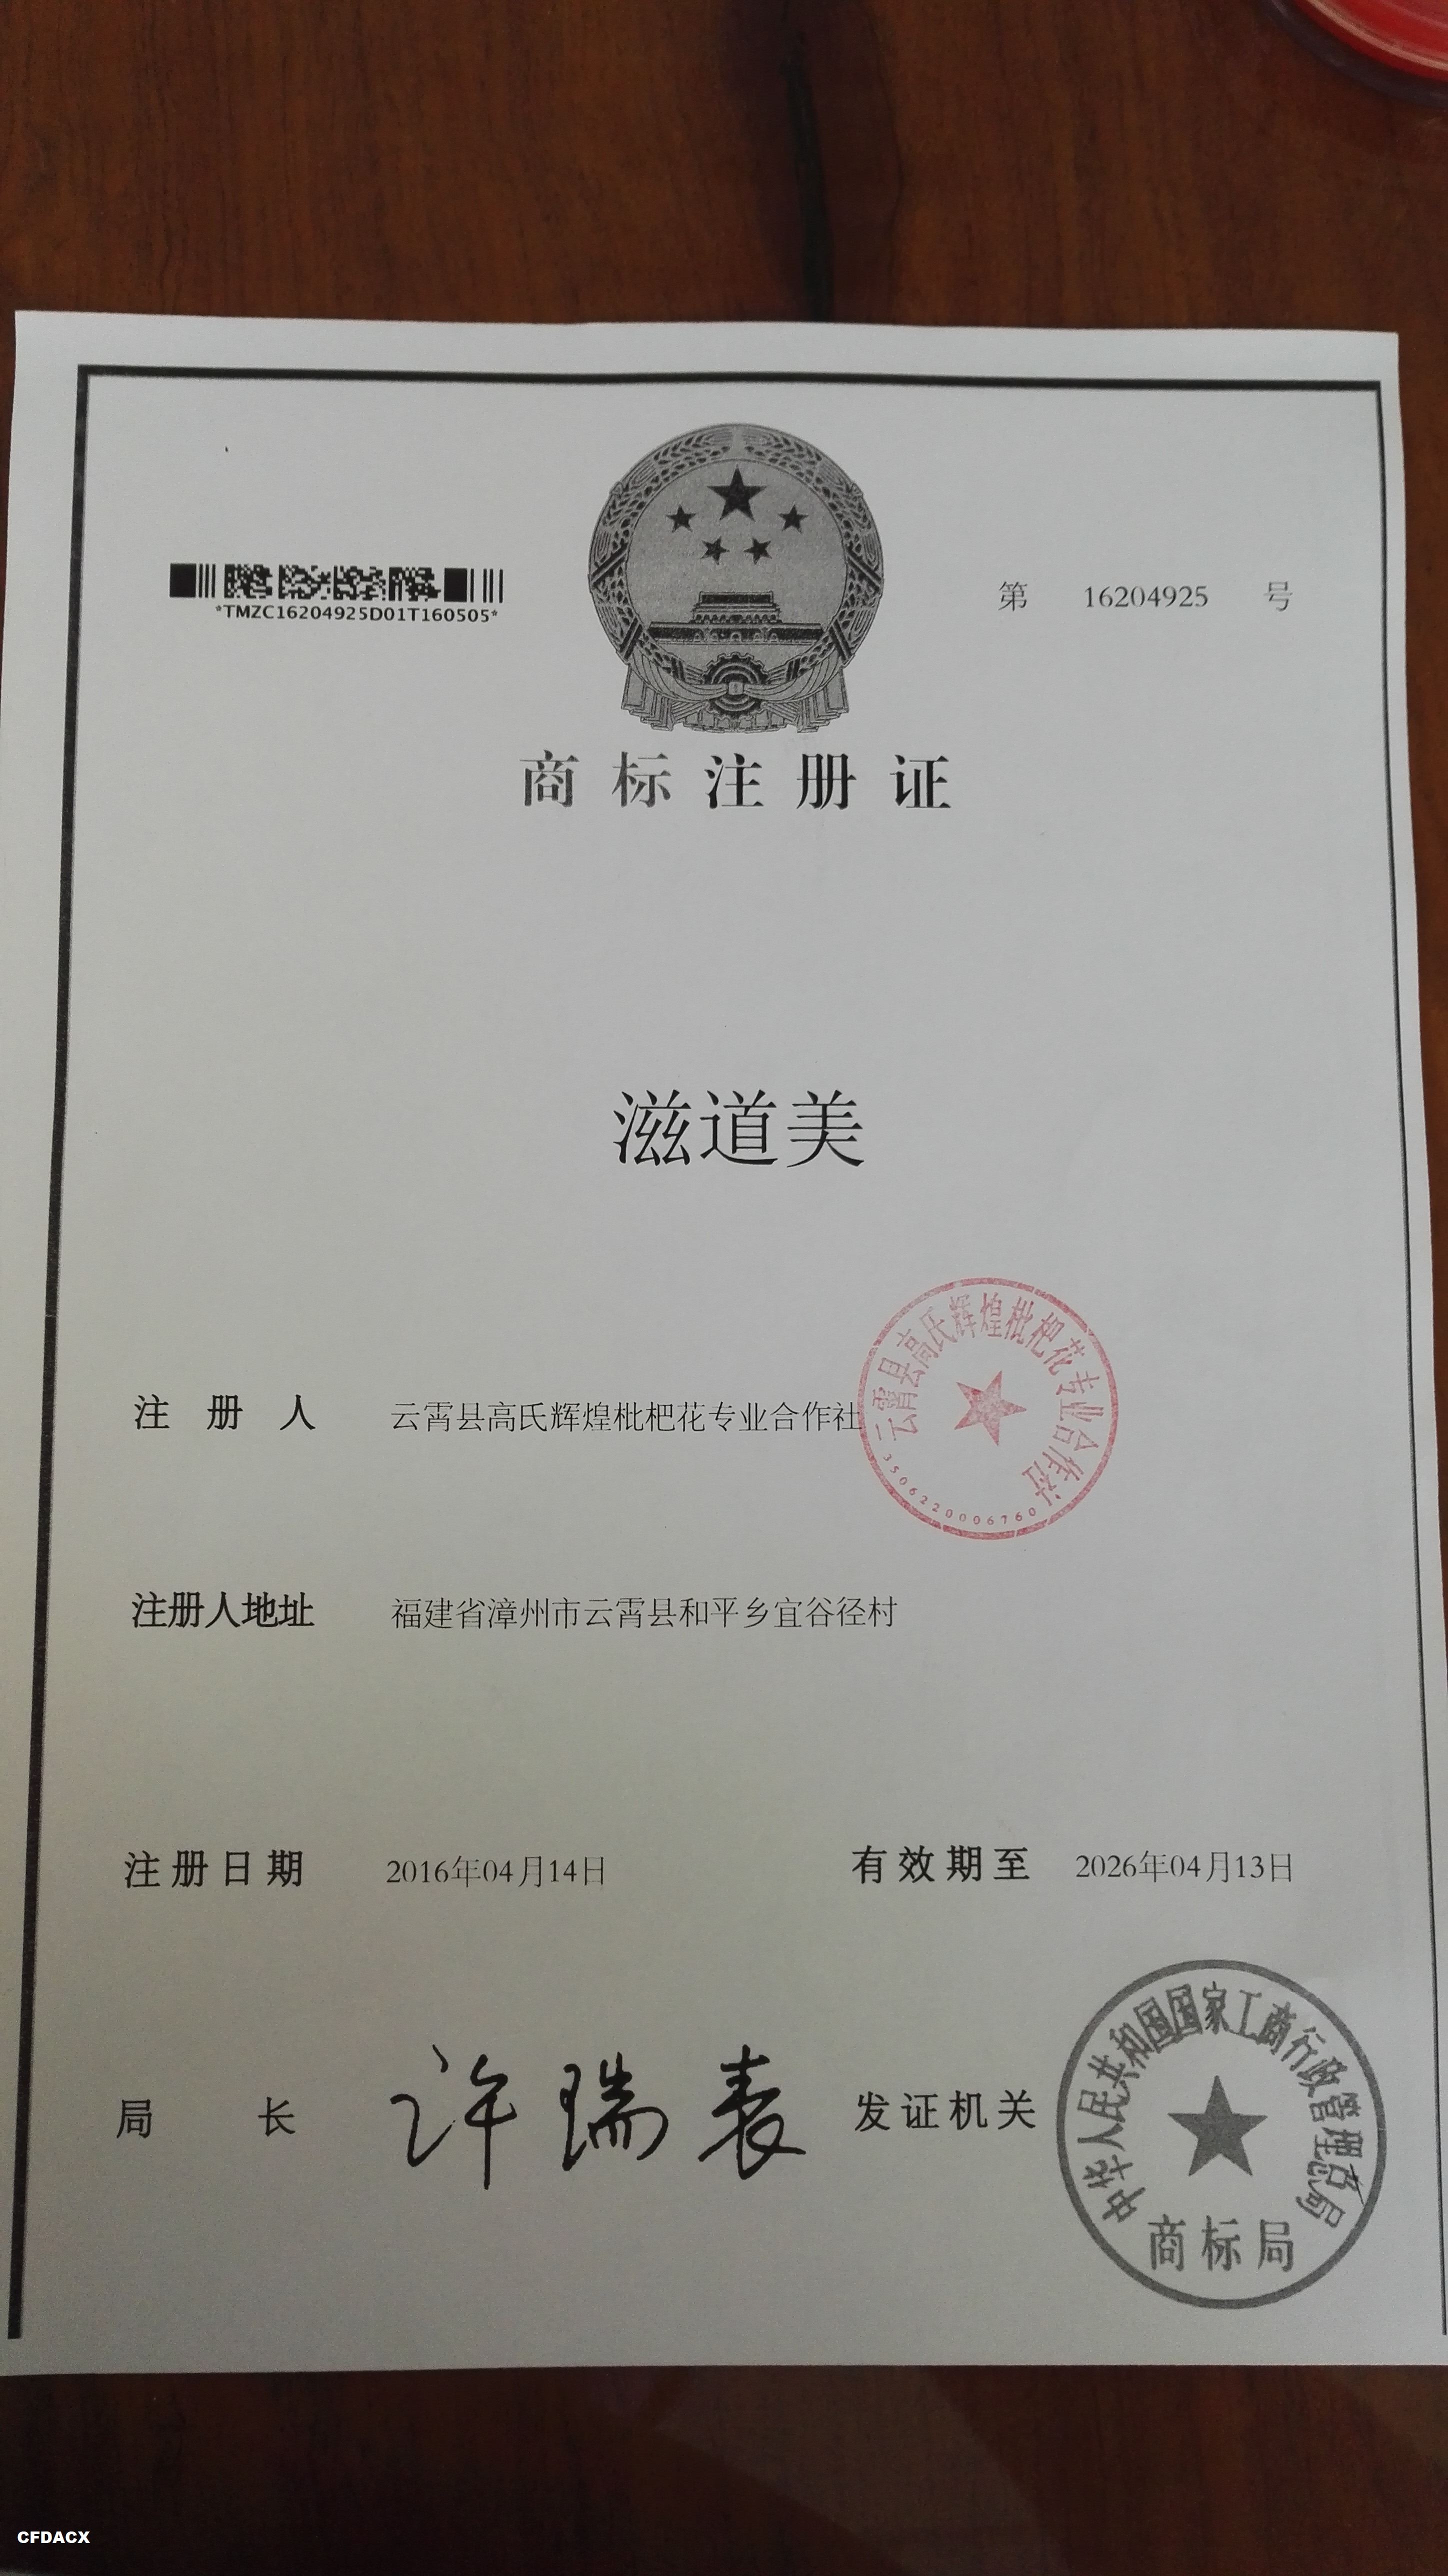 *TMZC16204925D01T160505*
第 16204925 号
商标注册证
滋道美
注册人 云霄县高氏辉煌枇杷花专业合作社
云霄县高氏辉煌枇杷花专业合作社
3506220006760
注册人地址 福建省漳州市云霄县和平乡宜谷径村
注册日期 2016年04月14日 有效期至 2026年04月13日
局长 许瑞表 发证机关
中华人民共和国国家工商行政管理总局
商标局
CFDACX